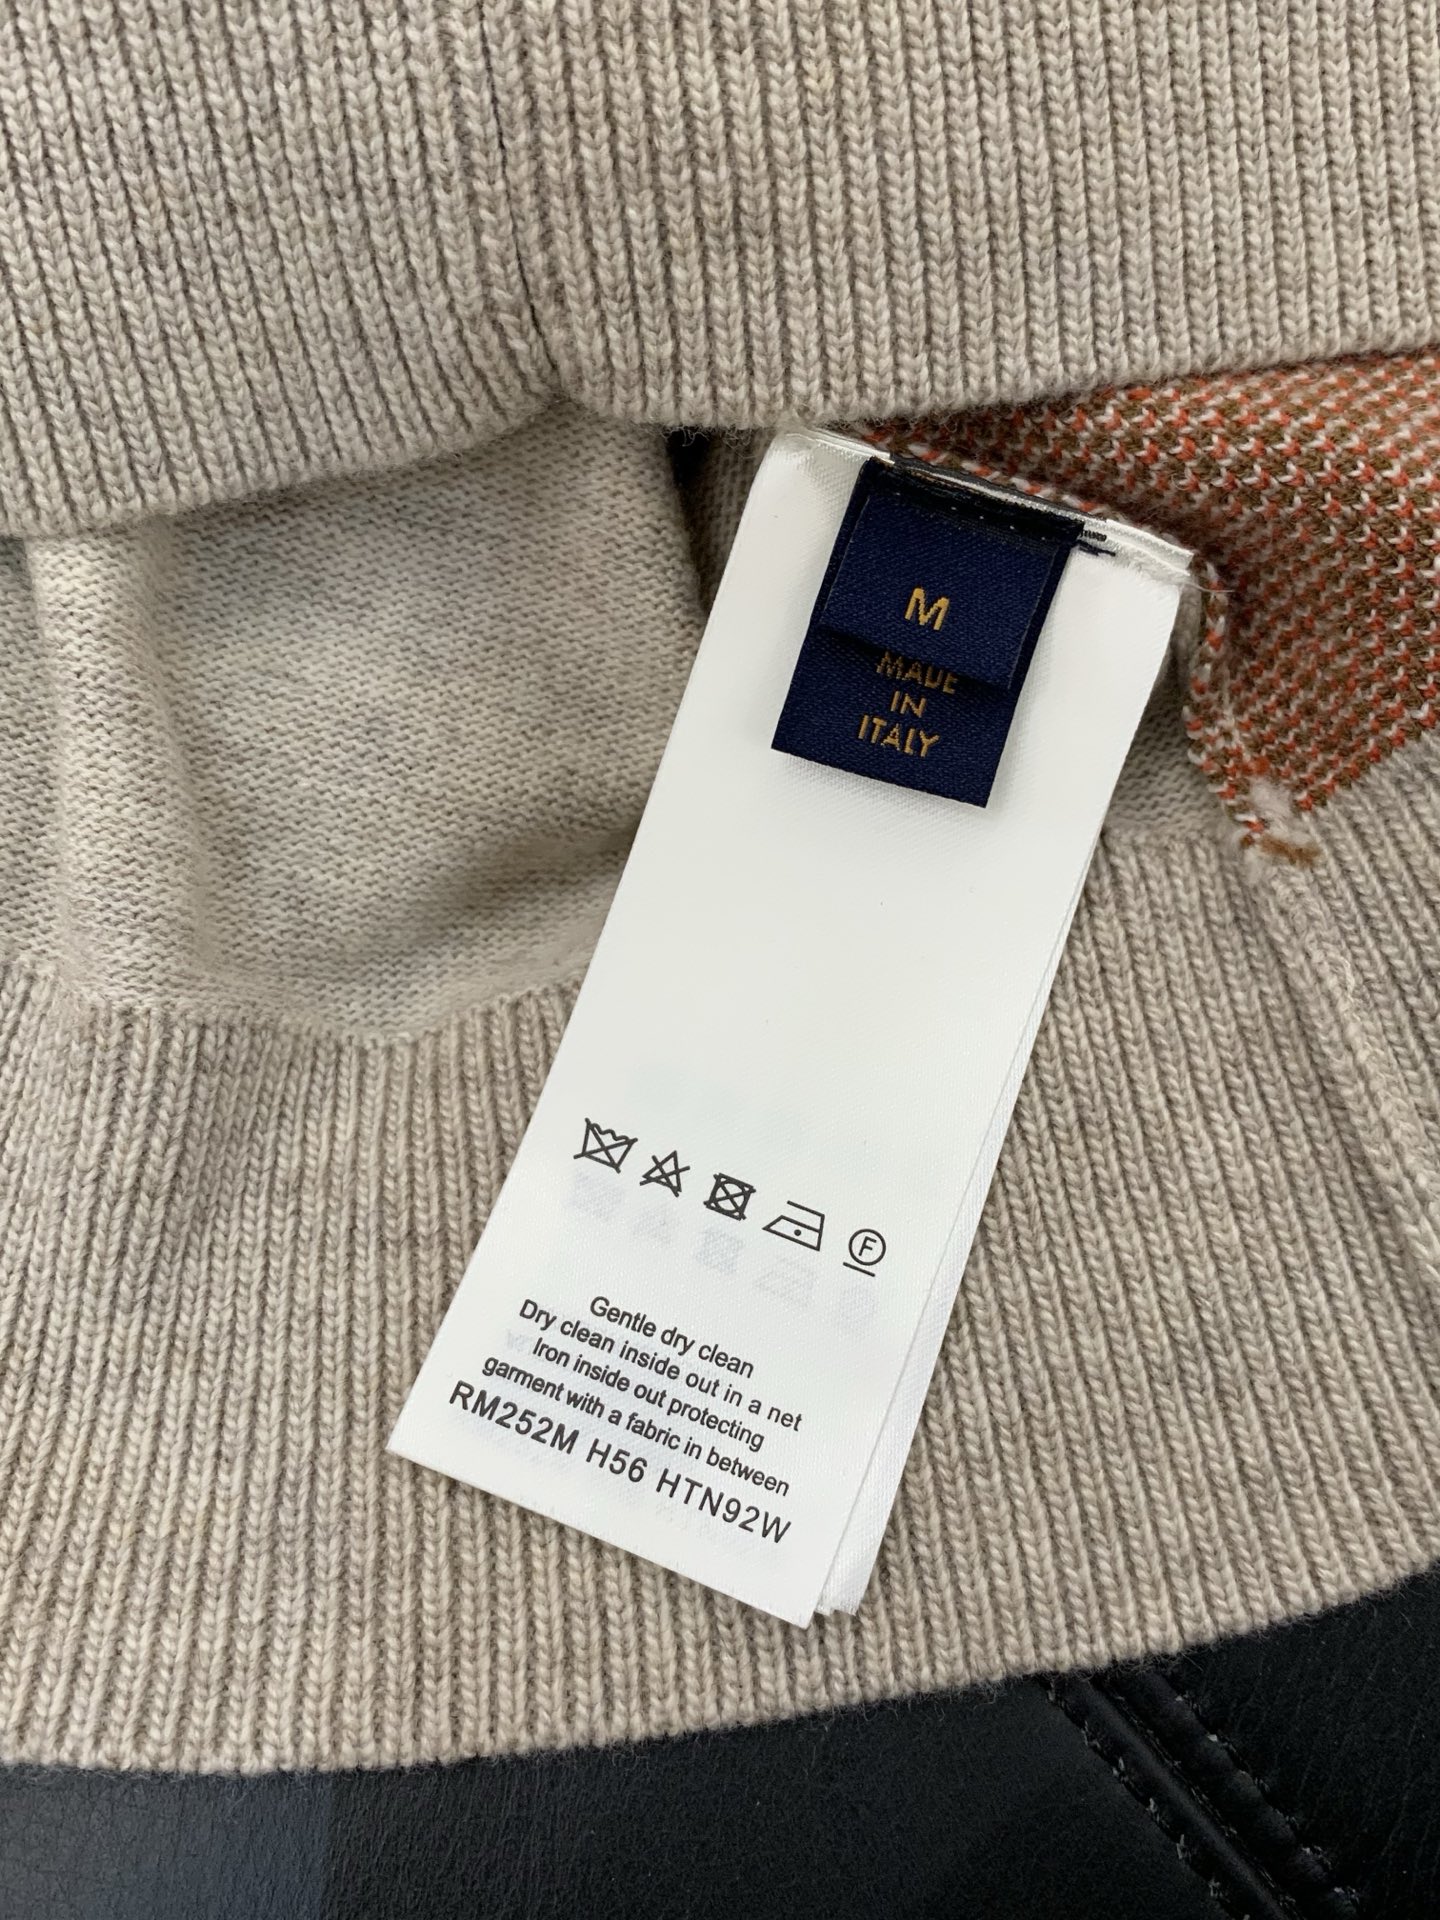 M
MADE
IN
ITALY
F
Gentle dry clean
Dry clean inside out in a net
Iron inside out protecting
garment with a fabric in between
RM252M H56 HTN92W